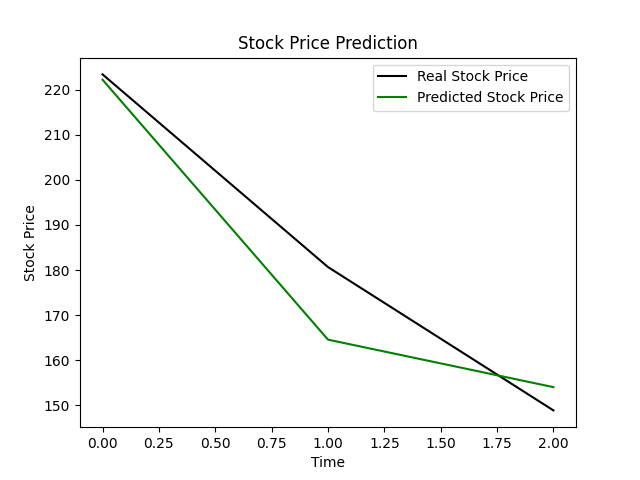 Stock Price Prediction
Real Stock Price
Predicted Stock Price
Stock Price
220
210
200
190
180
170
160
150
0.00 0.25 0.50 0.75 1.00 1.25 1.50 1.75 2.00
Time